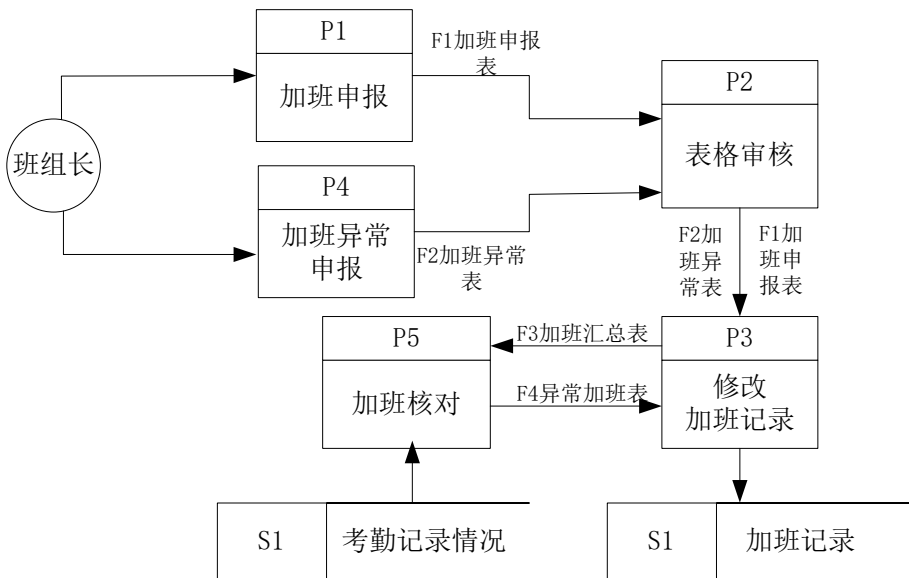 P1
加班申报
F1加班申报
表
P2
表格审核
班组长
P4
加班异常
申报
F2加班异常
表
F2加
班异
常表
F1加
班申
报表
P5
加班核对
F3加班汇总表
F4异常加班表
P3
修改
加班记录
S1
考勤记录情况
S1
加班记录